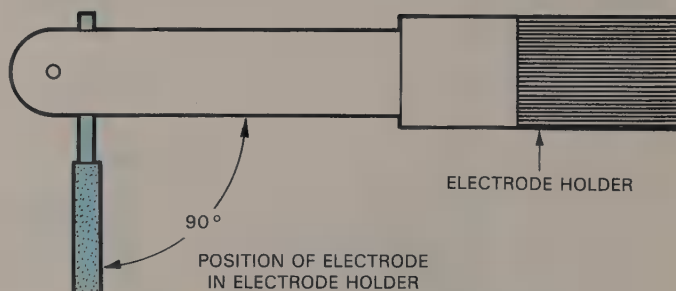 ELECTRODE HOLDER
90°
POSITION OF ELECTRODE
IN ELECTRODE HOLDER